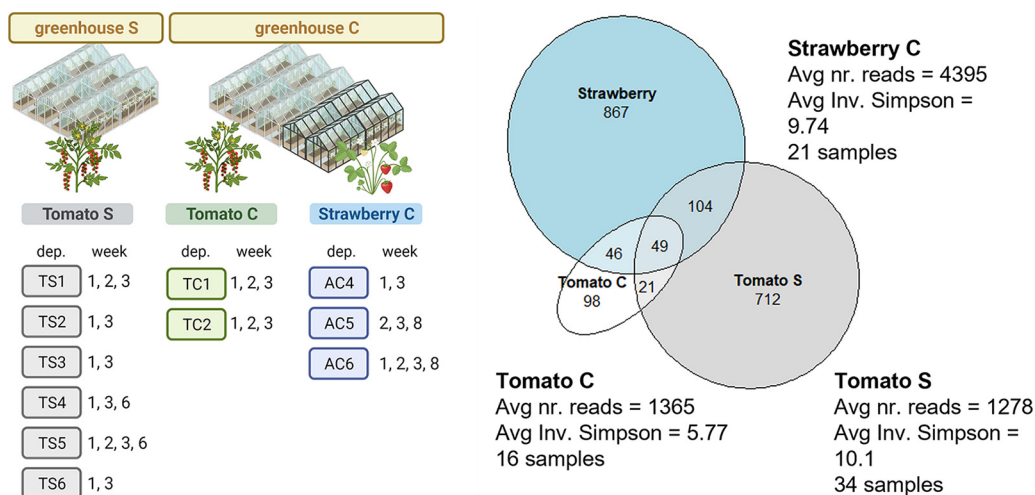 greenhouse S
greenhouse C
Tomato S
Tomato C
Strawberry C
dep. week
dep. week
dep. week
TS1 1, 2, 3
TC1 1, 2, 3
AC4 1, 3
TS2 1, 3
TC2 1, 2, 3
AC5 2, 3, 8
TS3 1, 3
AC6 1, 2, 3, 8
TS4 1, 3, 6
TS5 1, 2, 3, 6
TS6 1, 3
Strawberry
867
104
46
49
Tomato C
98
21
Tomato S
712
Strawberry C
Avg nr. reads = 4395
Avg Inv. Simpson =
9.74
21 samples
Tomato C
Avg nr. reads = 1365
Avg Inv. Simpson = 5.77
16 samples
Tomato S
Avg nr. reads = 1278
Avg Inv. Simpson =
10.1
34 samples